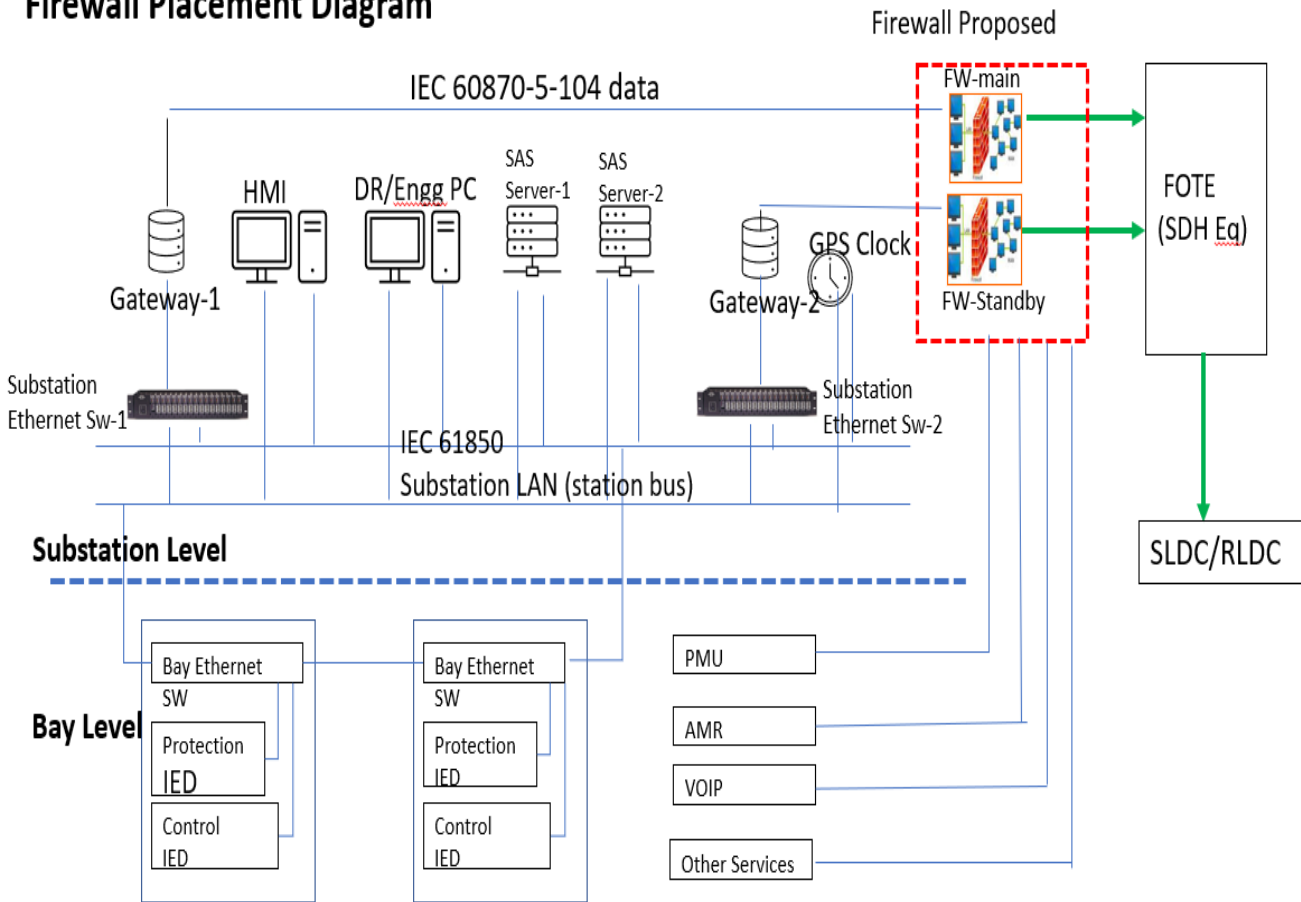 Firewall Placement Diagram
Firewall Proposed
IEC 60870-5-104 data
FW-main
HMI
DR/Engg PC
SAS
Server-1
SAS
Server-2
FOTE
(SDH Eq)
Gateway-1
Gateway-2
GPS Clock
FW-Standby
Substation
Ethernet Sw-1
Substation
Ethernet Sw-2
IEC 61850
Substation LAN (station bus)
Substation Level
SLDC/RLDC
Bay Level
Bay Ethernet
SW
Protection
IED
Control
IED
Bay Ethernet
SW
Protection
IED
Control
IED
PMU
AMR
VOIP
Other Services